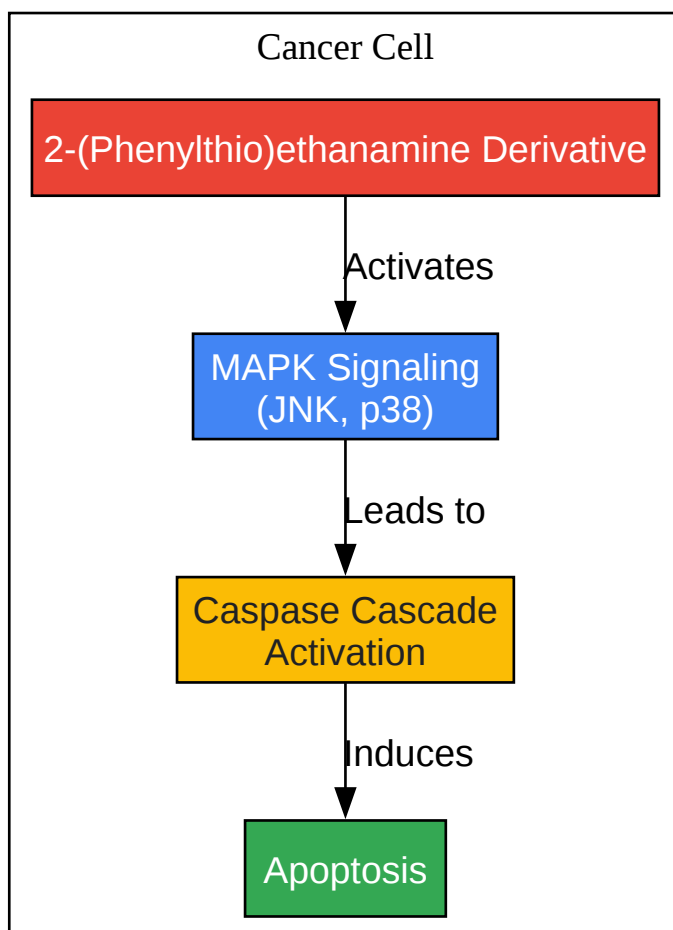 Cancer Cell
2-(Phenylthio)ethanamine Derivative
Activates
MAPK Signaling
(JNK, p38)
Leads to
Caspase Cascade
Activation
Induces
Apoptosis